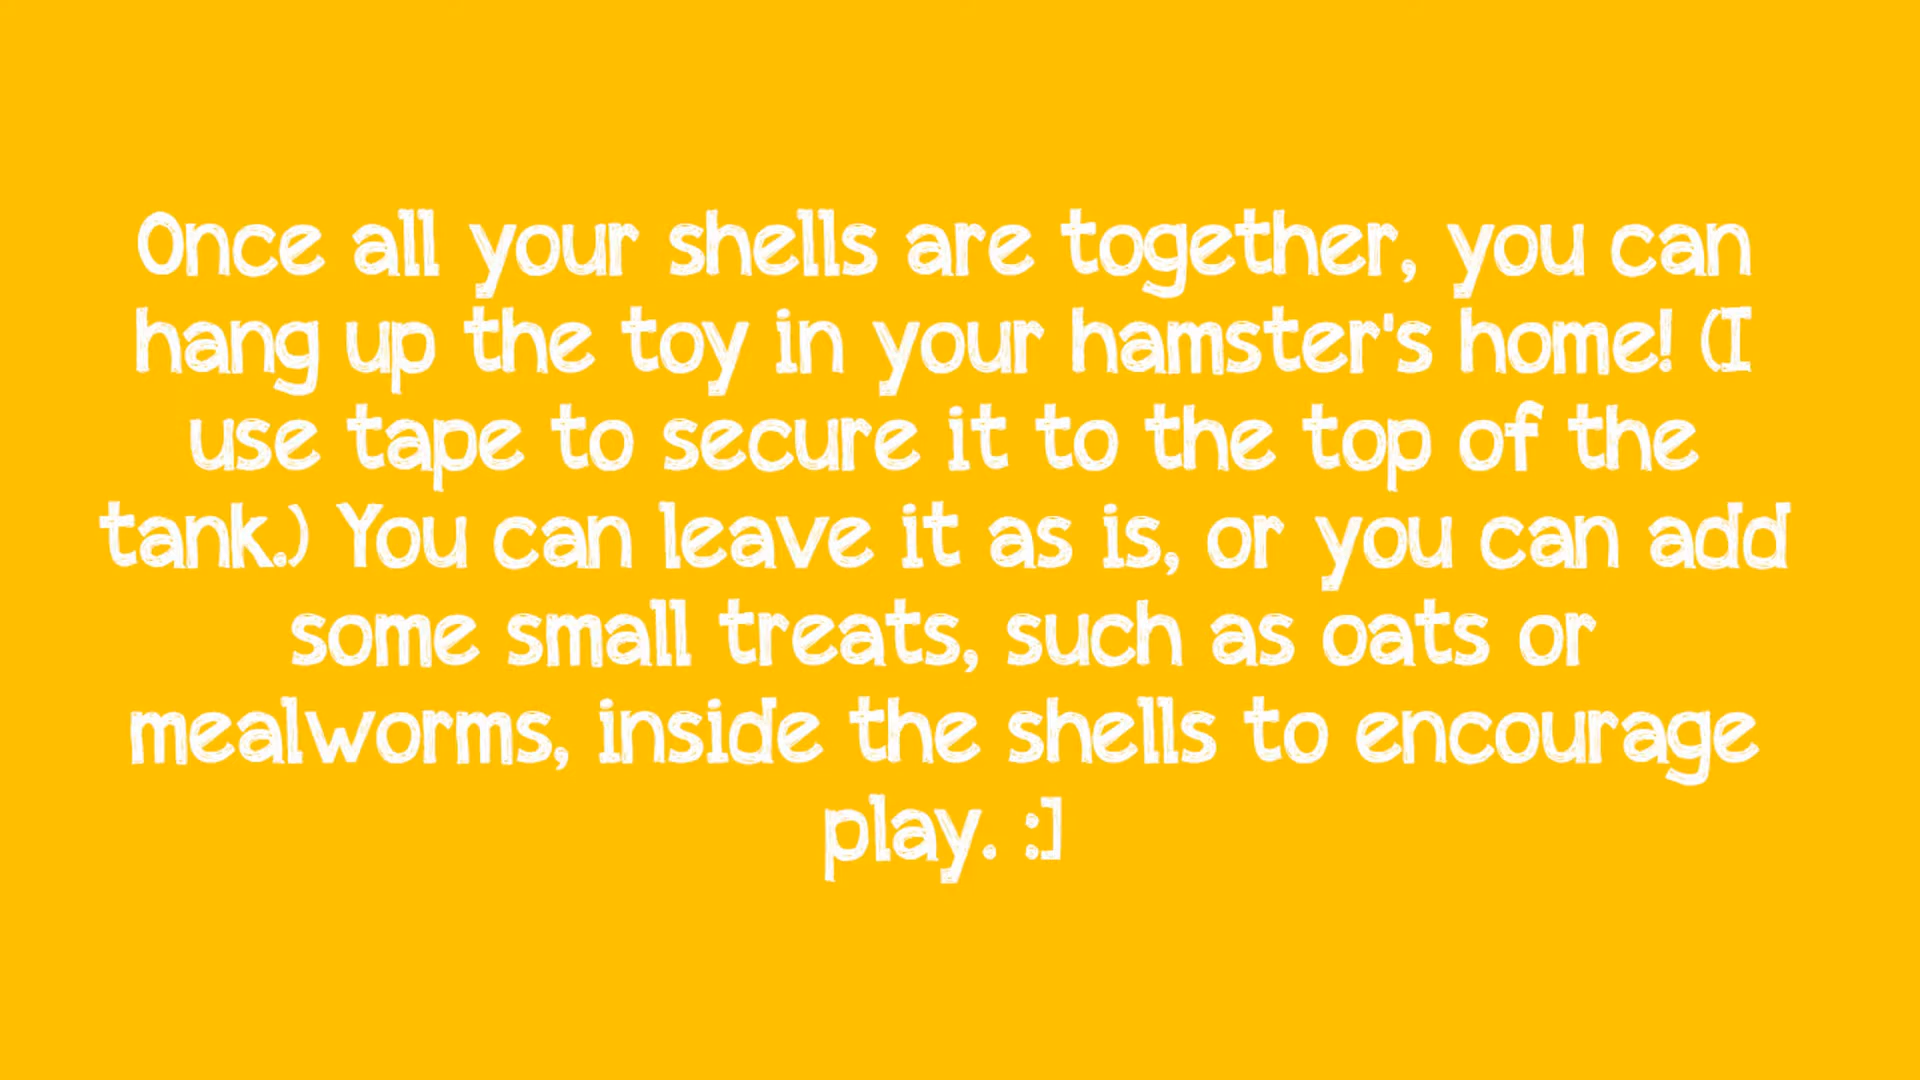 Once all your shells are together, you can
hang up the toy in your hamster's home! (I
use tape to secure it to the top of the
tank.) You can leave it as is, or you can add
some small treats, such as oats or
mealworms, inside the shells to encourage
play. :]